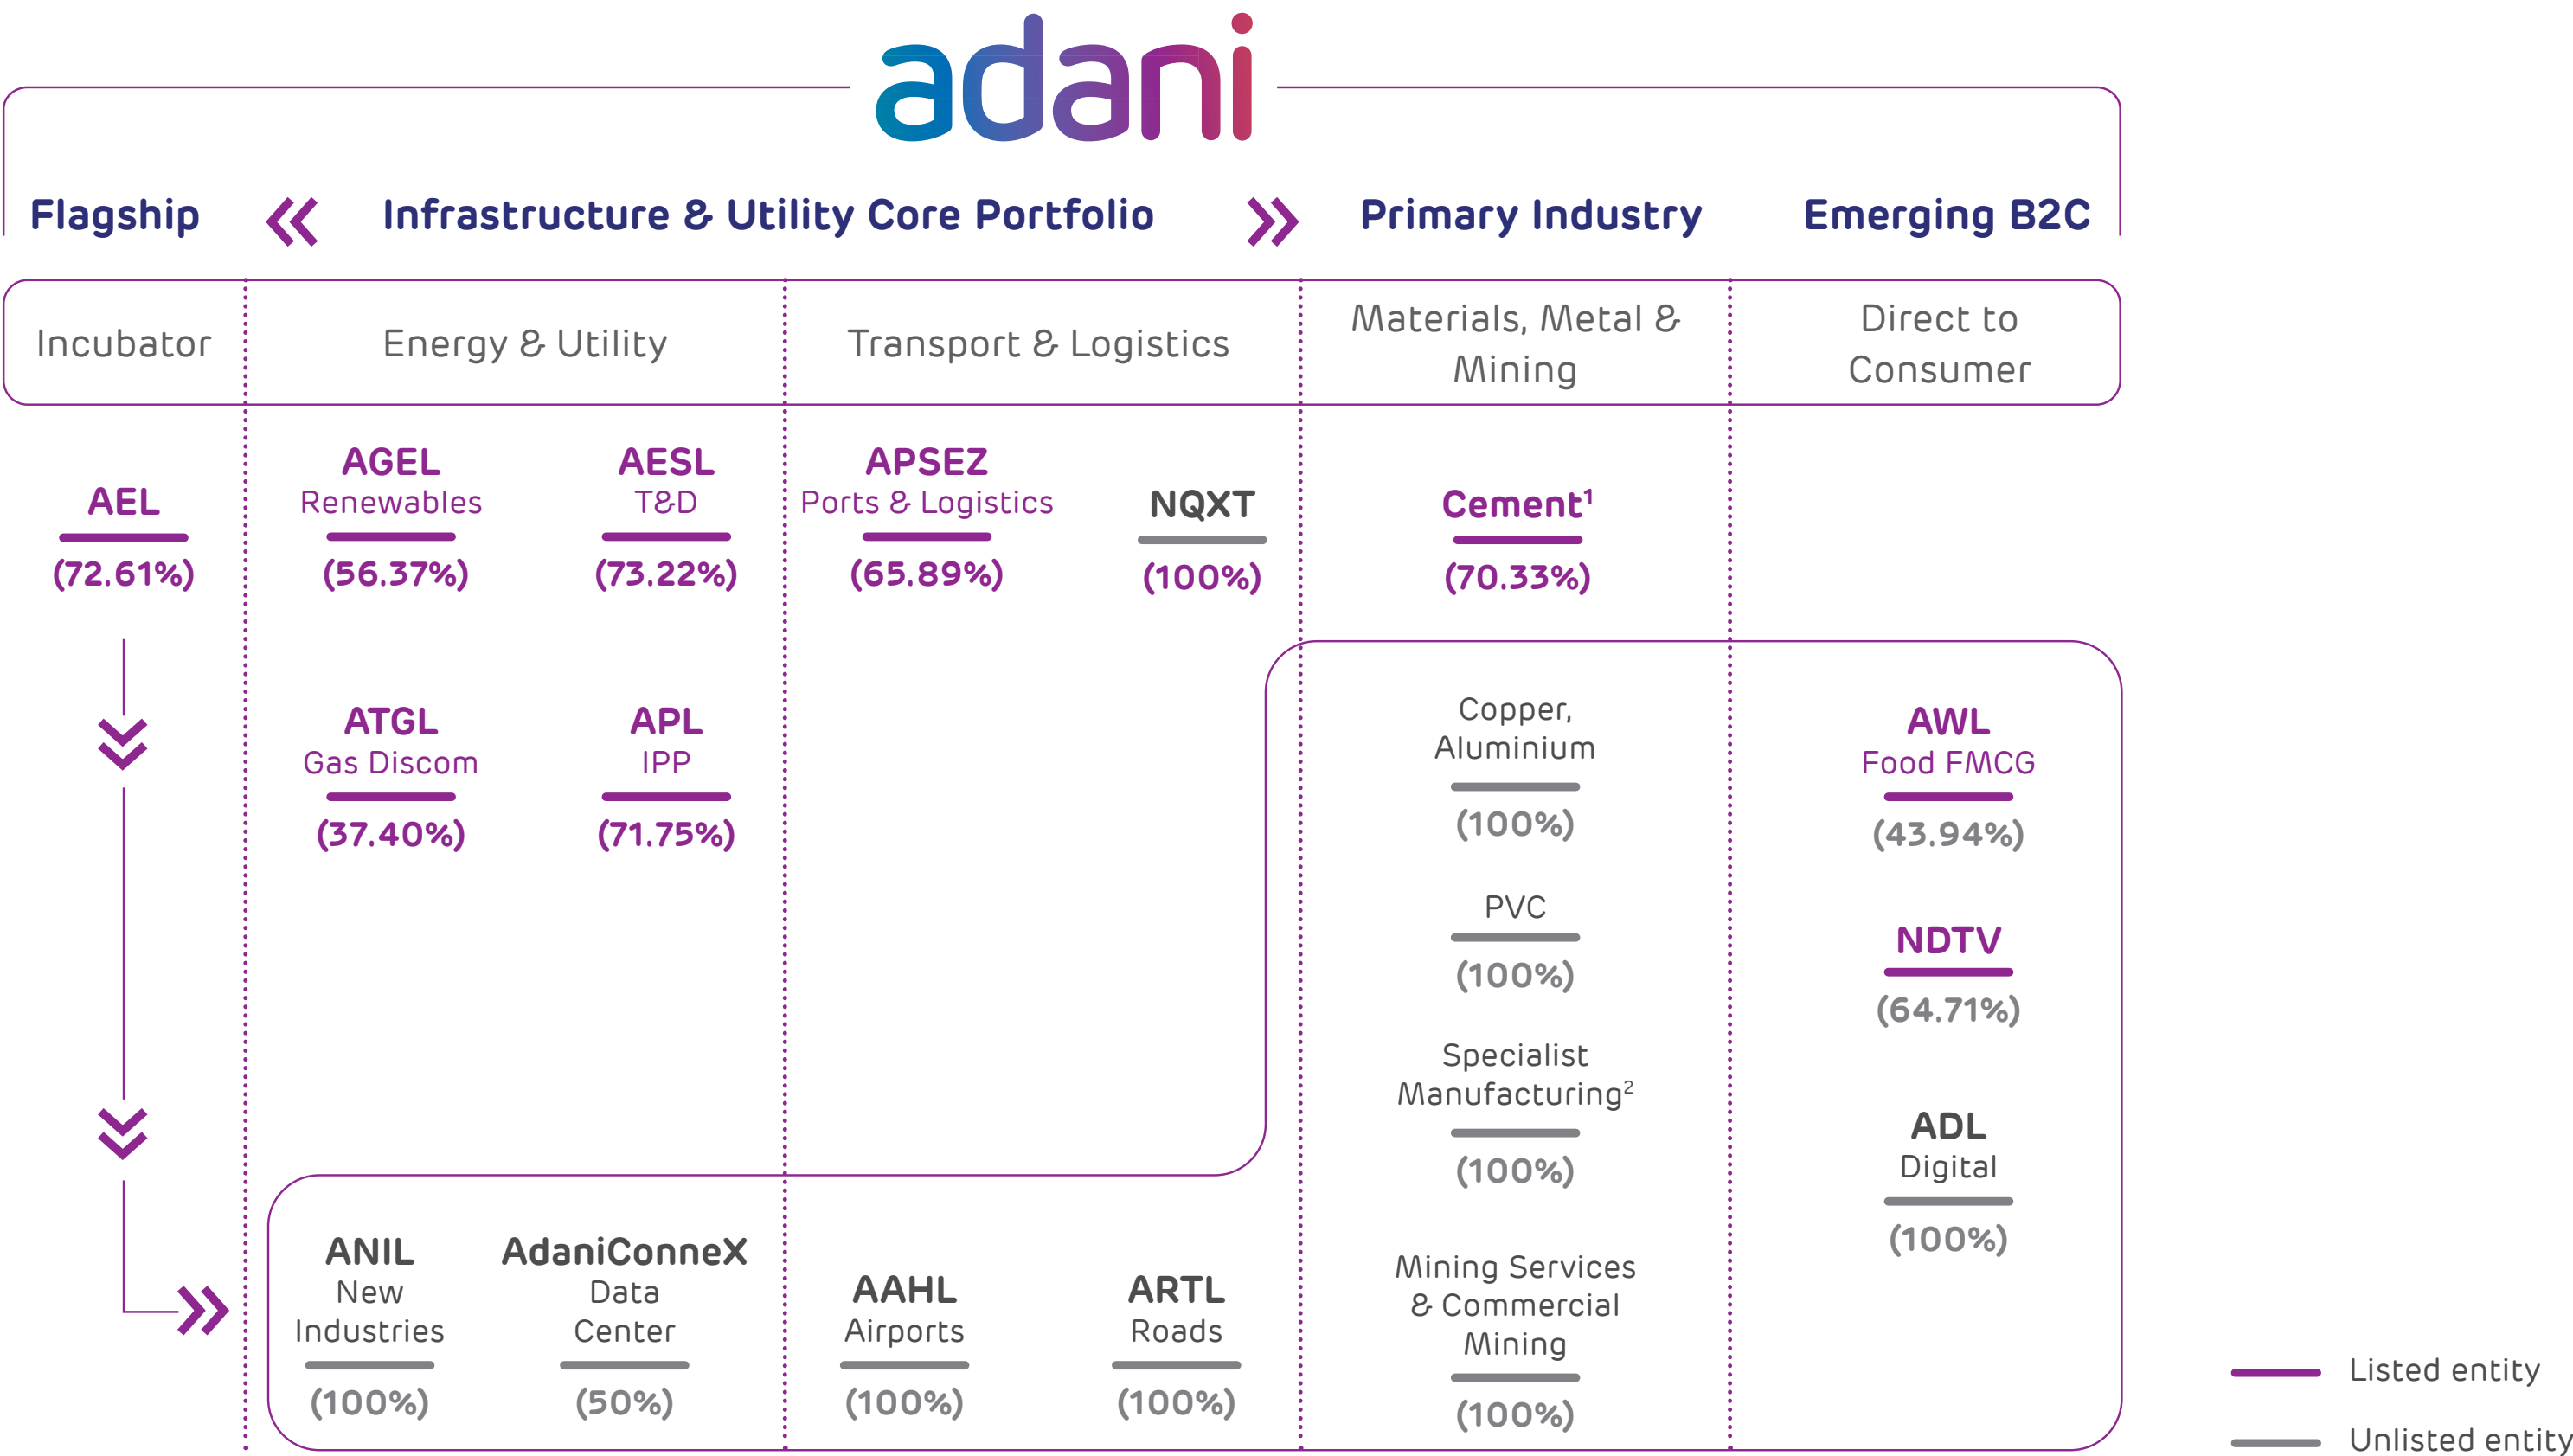 adani
Flagship
Infrastructure & Utility Core Portfolio
Primary Industry
Emerging B2C
Incubator
Energy & Utility
Transport & Logistics
Materials, Metal &
Mining
Direct to
Consumer
AEL
(72.61%)
AGEL
Renewables
(56.37%)
AESL
T&D
(73.22%)
APSEZ
Ports & Logistics
(65.89%)
NQXT
(100%)
Cement¹
(70.33%)
ATGL
Gas Discom
(37.40%)
APL
IPP
(71.75%)
Copper,
Aluminium
(100%)
PVC
(100%)
Specialist
Manufacturing²
(100%)
Mining Services
& Commercial
Mining
(100%)
AWL
Food FMCG
(43.94%)
NDTV
(64.71%)
ADL
Digital
(100%)
ANIL
New
Industries
(100%)
AdaniConneX
Data
Center
(50%)
AAHL
Airports
(100%)
ARTL
Roads
(100%)
Listed entity
Unlisted entity